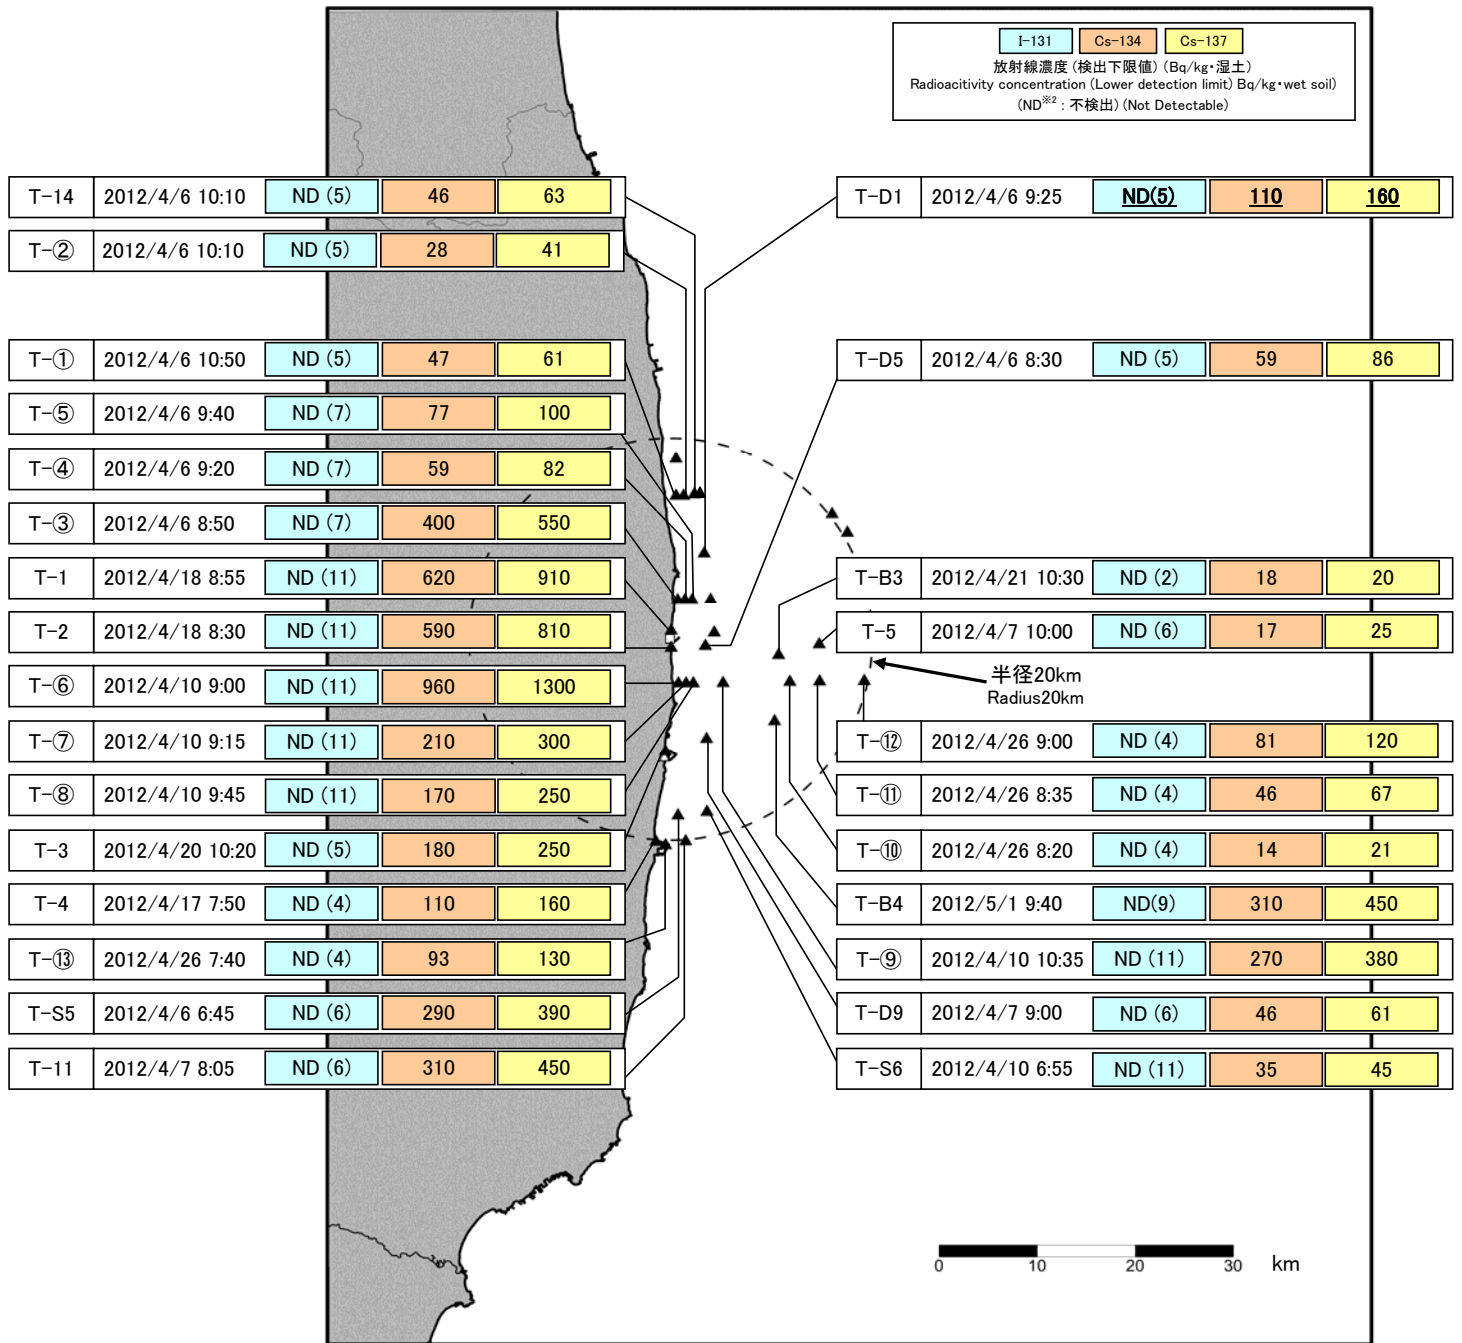 I-131 Cs-134 Cs-137
放射線濃度 (検出下限値) (Bq/kg・湿土)
Radioacitivity concentration (Lower detection limit) Bq/kg・wet soil)
(ND※2 : 不検出) (Not Detectable)
T-14 2012/4/6 10:10 ND (5) 46 63
T-② 2012/4/6 10:10 ND (5) 28 41
T-① 2012/4/6 10:50 ND (5) 47 61
T-⑤ 2012/4/6 9:40 ND (7) 77 100
T-④ 2012/4/6 9:20 ND (7) 59 82
T-③ 2012/4/6 8:50 ND (7) 400 550
T-1 2012/4/18 8:55 ND (11) 620 910
T-2 2012/4/18 8:30 ND (11) 590 810
T-⑥ 2012/4/10 9:00 ND (11) 960 1300
T-⑦ 2012/4/10 9:15 ND (11) 210 300
T-⑧ 2012/4/10 9:45 ND (11) 170 250
T-3 2012/4/20 10:20 ND (5) 180 250
T-4 2012/4/17 7:50 ND (4) 110 160
T-⑬ 2012/4/26 7:40 ND (4) 93 130
T-S5 2012/4/6 6:45 ND (6) 290 390
T-11 2012/4/7 8:05 ND (6) 310 450
T-D1 2012/4/6 9:25 ND(5) 110 160
T-D5 2012/4/6 8:30 ND (5) 59 86
T-B3 2012/4/21 10:30 ND (2) 18 20
T-5 2012/4/7 10:00 ND (6) 17 25
半径20km
Radius20km
T-⑫ 2012/4/26 9:00 ND (4) 81 120
T-⑪ 2012/4/26 8:35 ND (4) 46 67
T-⑩ 2012/4/26 8:20 ND (4) 14 21
T-B4 2012/5/1 9:40 ND(9) 310 450
T-⑨ 2012/4/10 10:35 ND (11) 270 380
T-D9 2012/4/7 9:00 ND (6) 46 61
T-S6 2012/4/10 6:55 ND (11) 35 45
0 10 20 30 km